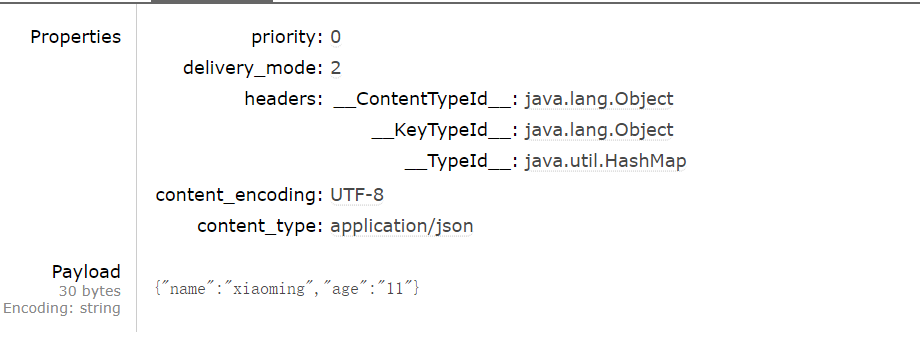 Properties
priority: 0
delivery_mode: 2
headers: __ContentTypeId__: java.lang.Object
__KeyTypeId__: java.lang.Object
__TypeId__: java.util.HashMap
content_encoding: UTF-8
content_type: application/json
Payload
30 bytes
Encoding: string
{"name":"xiaoming","age":"11"}